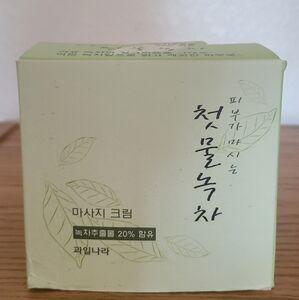 피부가마시는
첫물녹차
마사지 크림
녹차추출물 20% 함유
과일나라